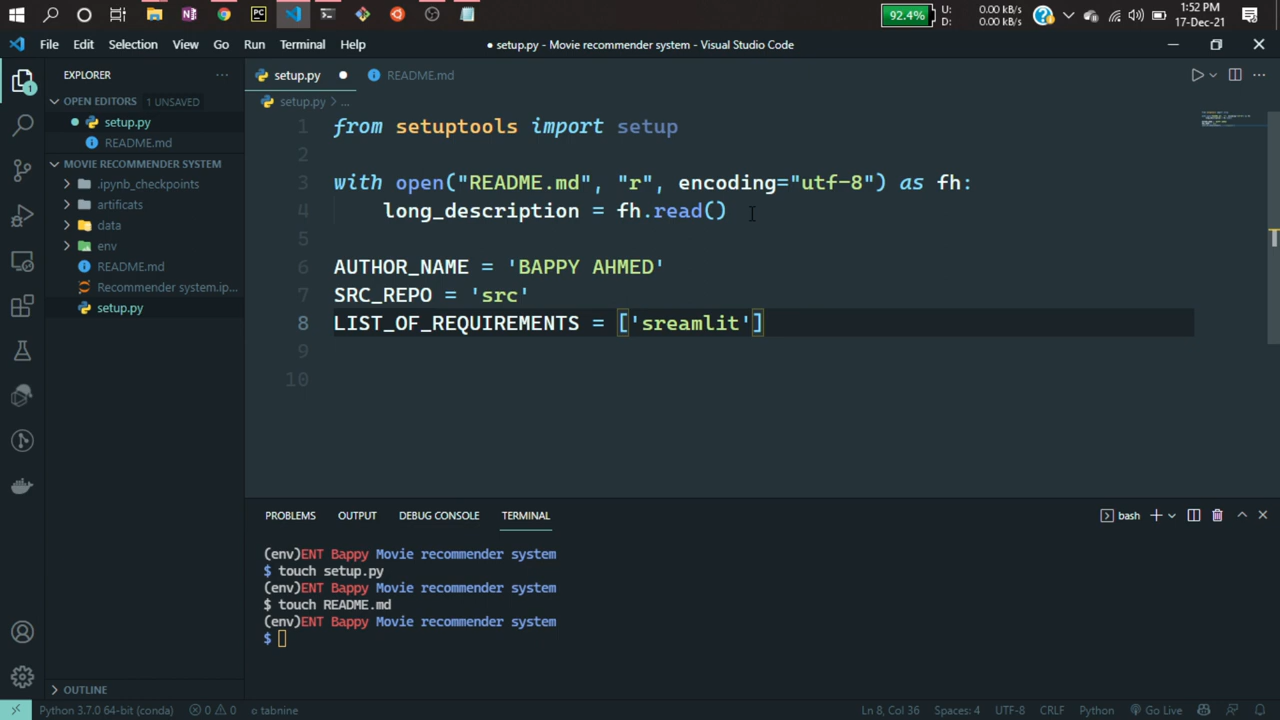 92.4%
U: 0.00 kB/s
D: 0.00 kB/s
1:52 PM
17-Dec-21
File Edit Selection View Go Run Terminal Help
● setup.py - Movie recommender system - Visual Studio Code
EXPLORER
OPEN EDITORS 1 UNSAVED
setup.py
README.md
MOVIE RECOMMENDER SYSTEM
.ipynb_checkpoints
artificats
data
env
README.md
Recommender system.ip...
setup.py
OUTLINE
setup.py README.md
setup.py > ...
1 from setuptools import setup
2
3 with open("README.md", "r", encoding="utf-8") as fh:
4 long_description = fh.read()
5
6 AUTHOR_NAME = 'BAPPY AHMED'
7 SRC_REPO = 'src'
8 LIST_OF_REQUIREMENTS = ['sreamlit']
9
10
PROBLEMS OUTPUT DEBUG CONSOLE TERMINAL
bash
(env)ENT Bappy Movie recommender system
$ touch setup.py
(env)ENT Bappy Movie recommender system
$ touch README.md
(env)ENT Bappy Movie recommender system
$
Python 3.7.0 64-bit (conda) 0 0 tabnine Ln 8, Col 36 Spaces: 4 UTF-8 CRLF Python Go Live